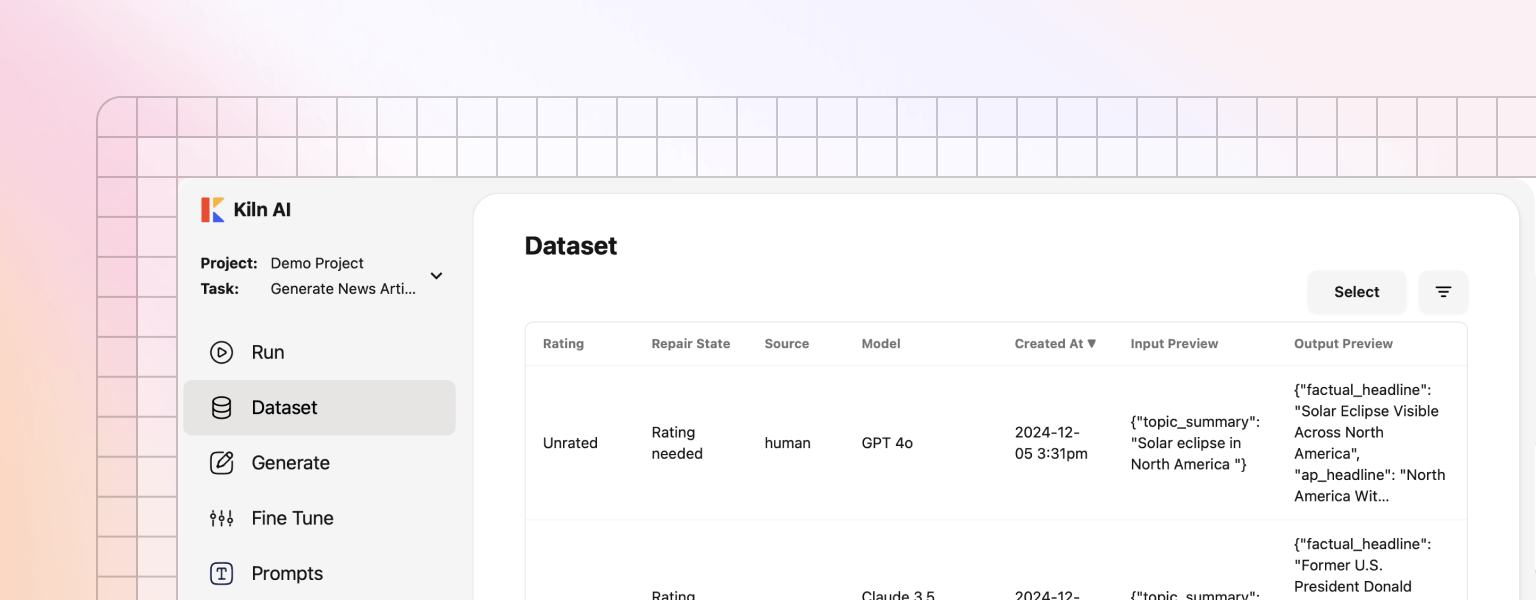 Kiln AI
Project: Demo Project
Task: Generate News Arti...
Run
Dataset
Generate
Fine Tune
Prompts
Dataset
Select
Rating Repair State Source Model Created At ▼ Input Preview Output Preview
Unrated
Rating
needed
human
GPT 4o
2024-12-
05 3:31pm
{"topic_summary":
"Solar eclipse in
North America "}
{"factual_headline":
"Solar Eclipse Visible
Across North
America",
"ap_headline": "North
America Wit...
Rating
Claude 3.5
2024-12-
{"topic_summary":
{"factual_headline":
"Former U.S.
President Donald